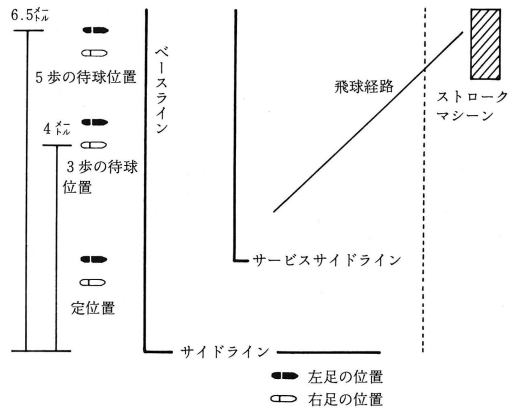 6.5メートル
5歩の待球位置
4メートル
3歩の待球
位置
定位置
ベースライン
飛球経路
ストローク
マシーン
サービスサイドライン
サイドライン
左足の位置
右足の位置